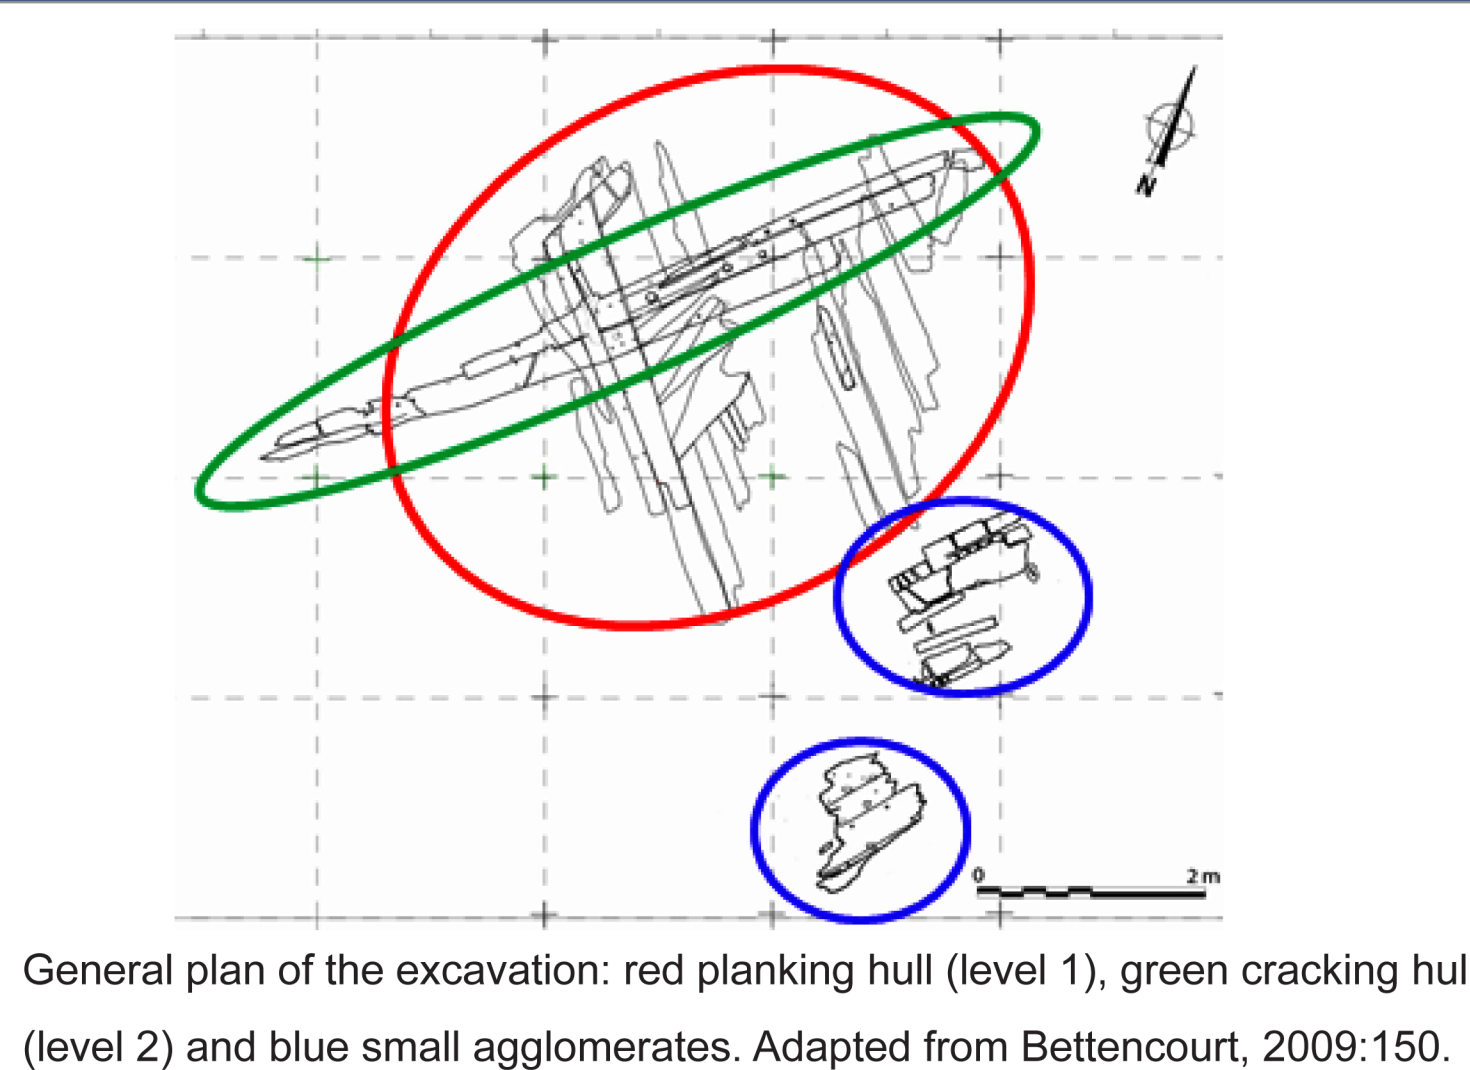 N
0 2 m
General plan of the excavation: red planking hull (level 1), green cracking hul
(level 2) and blue small agglomerates. Adapted from Bettencourt, 2009:150.